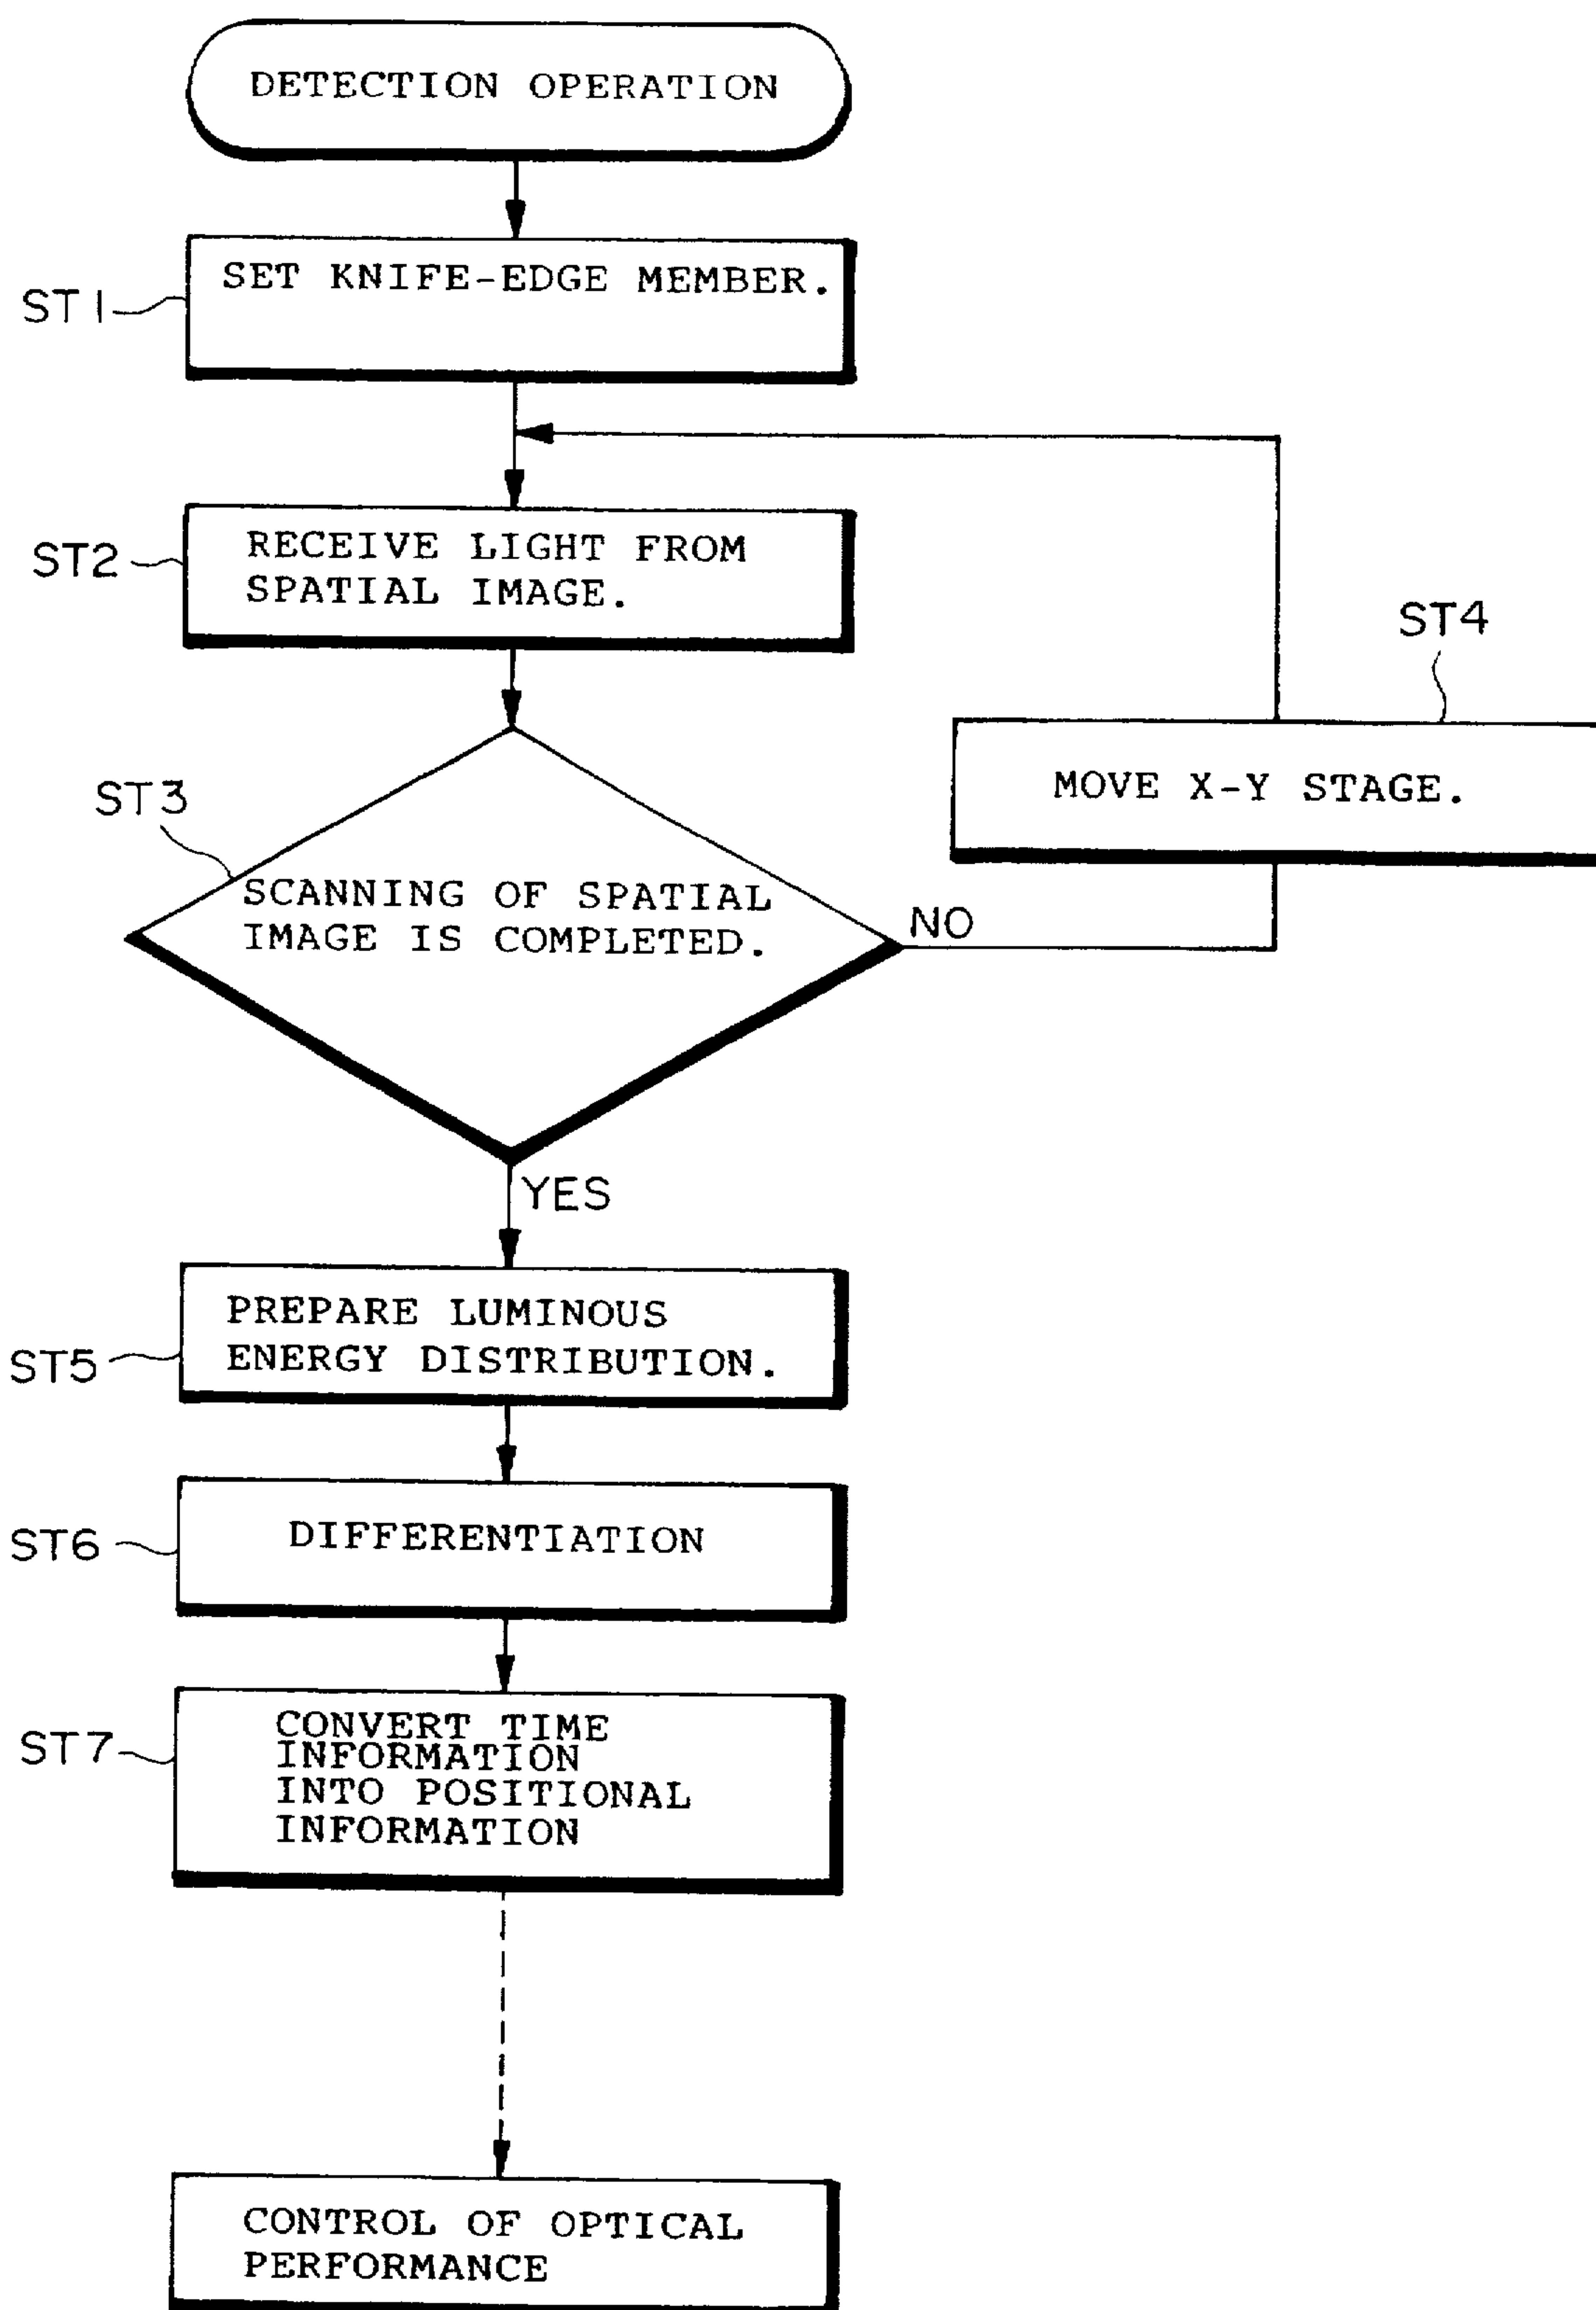 DETECTION OPERATION
ST1
SET KNIFE-EDGE MEMBER.
ST2
RECEIVE LIGHT FROM
SPATIAL IMAGE.
ST3
SCANNING OF SPATIAL
IMAGE IS COMPLETED.
NO
ST4
MOVE X-Y STAGE.
YES
ST5
PREPARE LUMINOUS
ENERGY DISTRIBUTION.
ST6
DIFFERENTIATION
ST7
CONVERT TIME
INFORMATION
INTO POSITIONAL
INFORMATION
CONTROL OF OPTICAL
PERFORMANCE